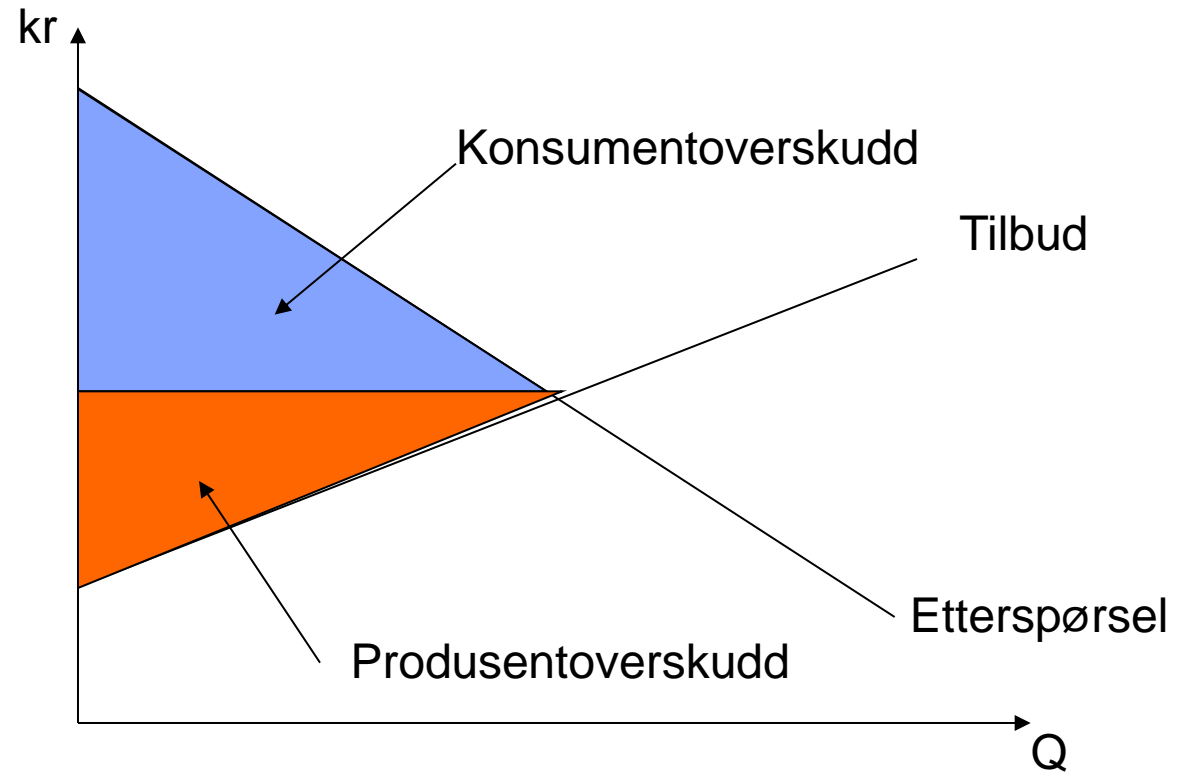 kr
Konsumentoverskudd
Tilbud
Etterspørsel
Produsentoverskudd
Q